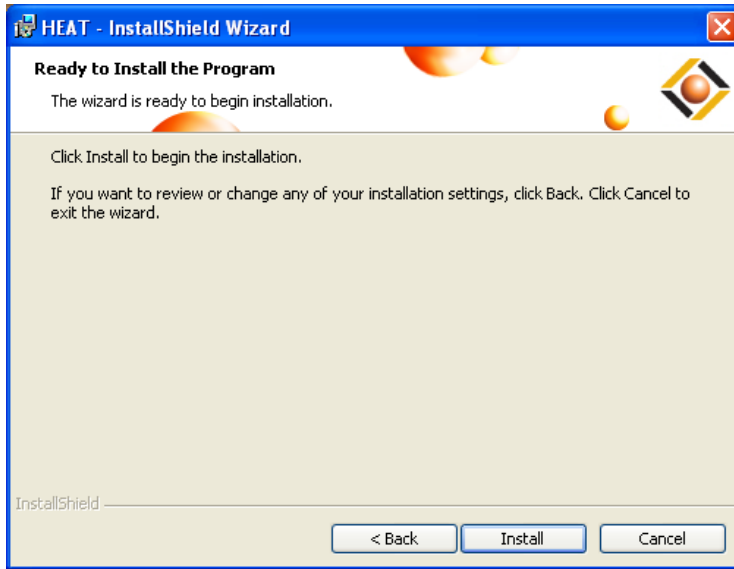 HEAT - InstallShield Wizard
Ready to Install the Program
The wizard is ready to begin installation.
Click Install to begin the installation.
If you want to review or change any of your installation settings, click Back. Click Cancel to
exit the wizard.
InstallShield
< Back Install Cancel